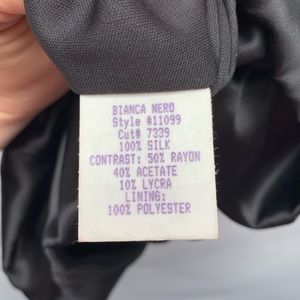 BIANCA NERO
Style #11099
Cut# 7339
100% SILK
CONTRAST: 50% RAYON
40% ACETATE
10% LYCRA
LINING:
100% POLYESTER